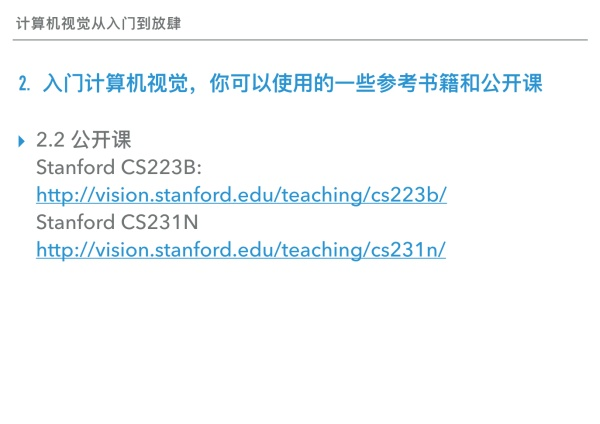 计算机视觉从入门到放肆
2. 入门计算机视觉，你可以使用的一些参考书籍和公开课
▸ 2.2 公开课
Stanford CS223B:
http://vision.stanford.edu/teaching/cs223b/
Stanford CS231N
http://vision.stanford.edu/teaching/cs231n/